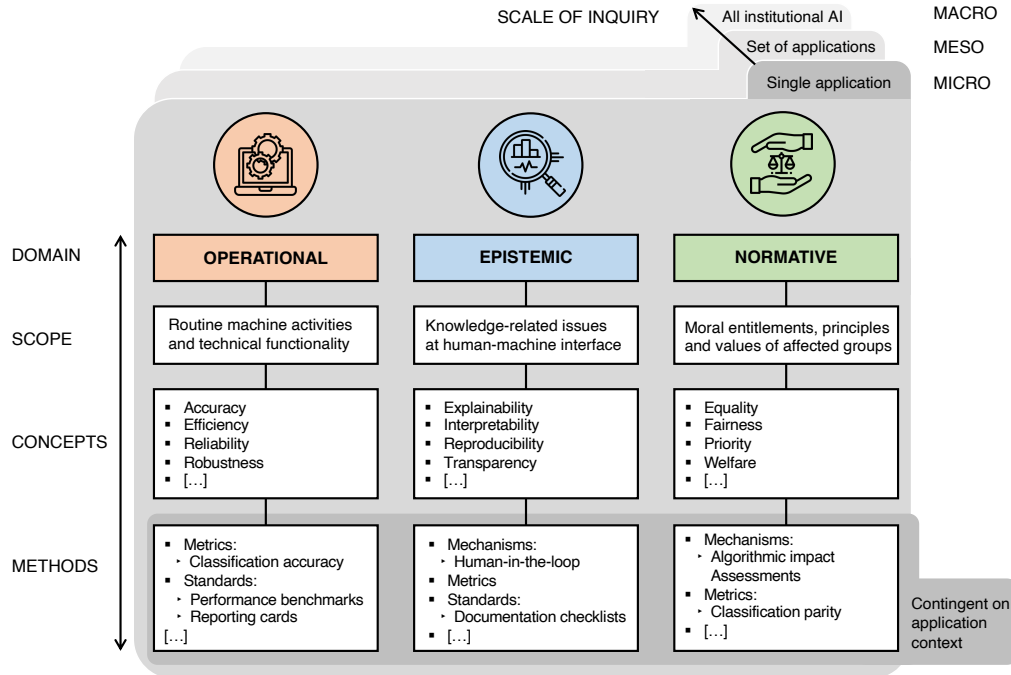 SCALE OF INQUIRY
All institutional AI
MACRO
Set of applications
MESO
Single application
MICRO
DOMAIN
OPERATIONAL
EPISTEMIC
NORMATIVE
SCOPE
Routine machine activities
and technical functionality
Knowledge-related issues
at human-machine interface
Moral entitlements, principles
and values of affected groups
CONCEPTS
▪ Accuracy
▪ Efficiency
▪ Reliability
▪ Robustness
▪ […]
▪ Explainability
▪ Interpretability
▪ Reproducibility
▪ Transparency
▪ […]
▪ Equality
▪ Fairness
▪ Priority
▪ Welfare
▪ […]
METHODS
▪ Metrics:
‣ Classification accuracy
▪ Standards:
‣ Performance benchmarks
‣ Reporting cards
[…]
▪ Mechanisms:
‣ Human-in-the-loop
▪ Metrics
▪ Standards:
‣ Documentation checklists
▪ […]
▪ Mechanisms:
‣ Algorithmic impact
Assessments
▪ Metrics:
‣ Classification parity
▪ […]
Contingent on
application
context